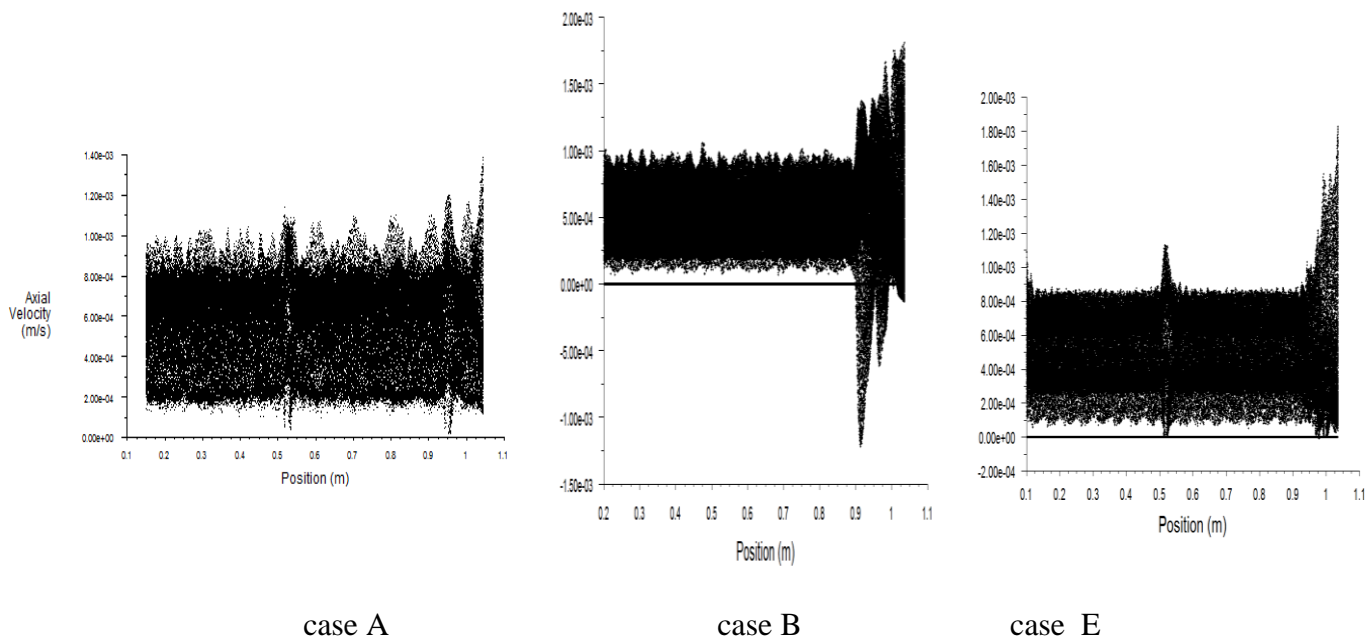 1.40e-03
1.20e-03
1.00e-03
8.00e-04
6.00e-04
4.00e-04
2.00e-04
0.00e+00
Axial
Velocity
(m/s)
0.1 0.2 0.3 0.4 0.5 0.6 0.7 0.8 0.9 1 1.1
Position (m)
2.00e-03
1.50e-03
1.00e-03
5.00e-04
0.00e+00
-5.00e-04
-1.00e-03
-1.50e-03
0.2 0.3 0.4 0.5 0.6 0.7 0.8 0.9 1 1.1
Position (m)
2.00e-03
1.80e-03
1.60e-03
1.40e-03
1.20e-03
1.00e-03
8.00e-04
6.00e-04
4.00e-04
2.00e-04
0.00e+00
-2.00e-04
0.1 0.2 0.3 0.4 0.5 0.6 0.7 0.8 0.9 1 1.1
Position (m)
case A case B case E